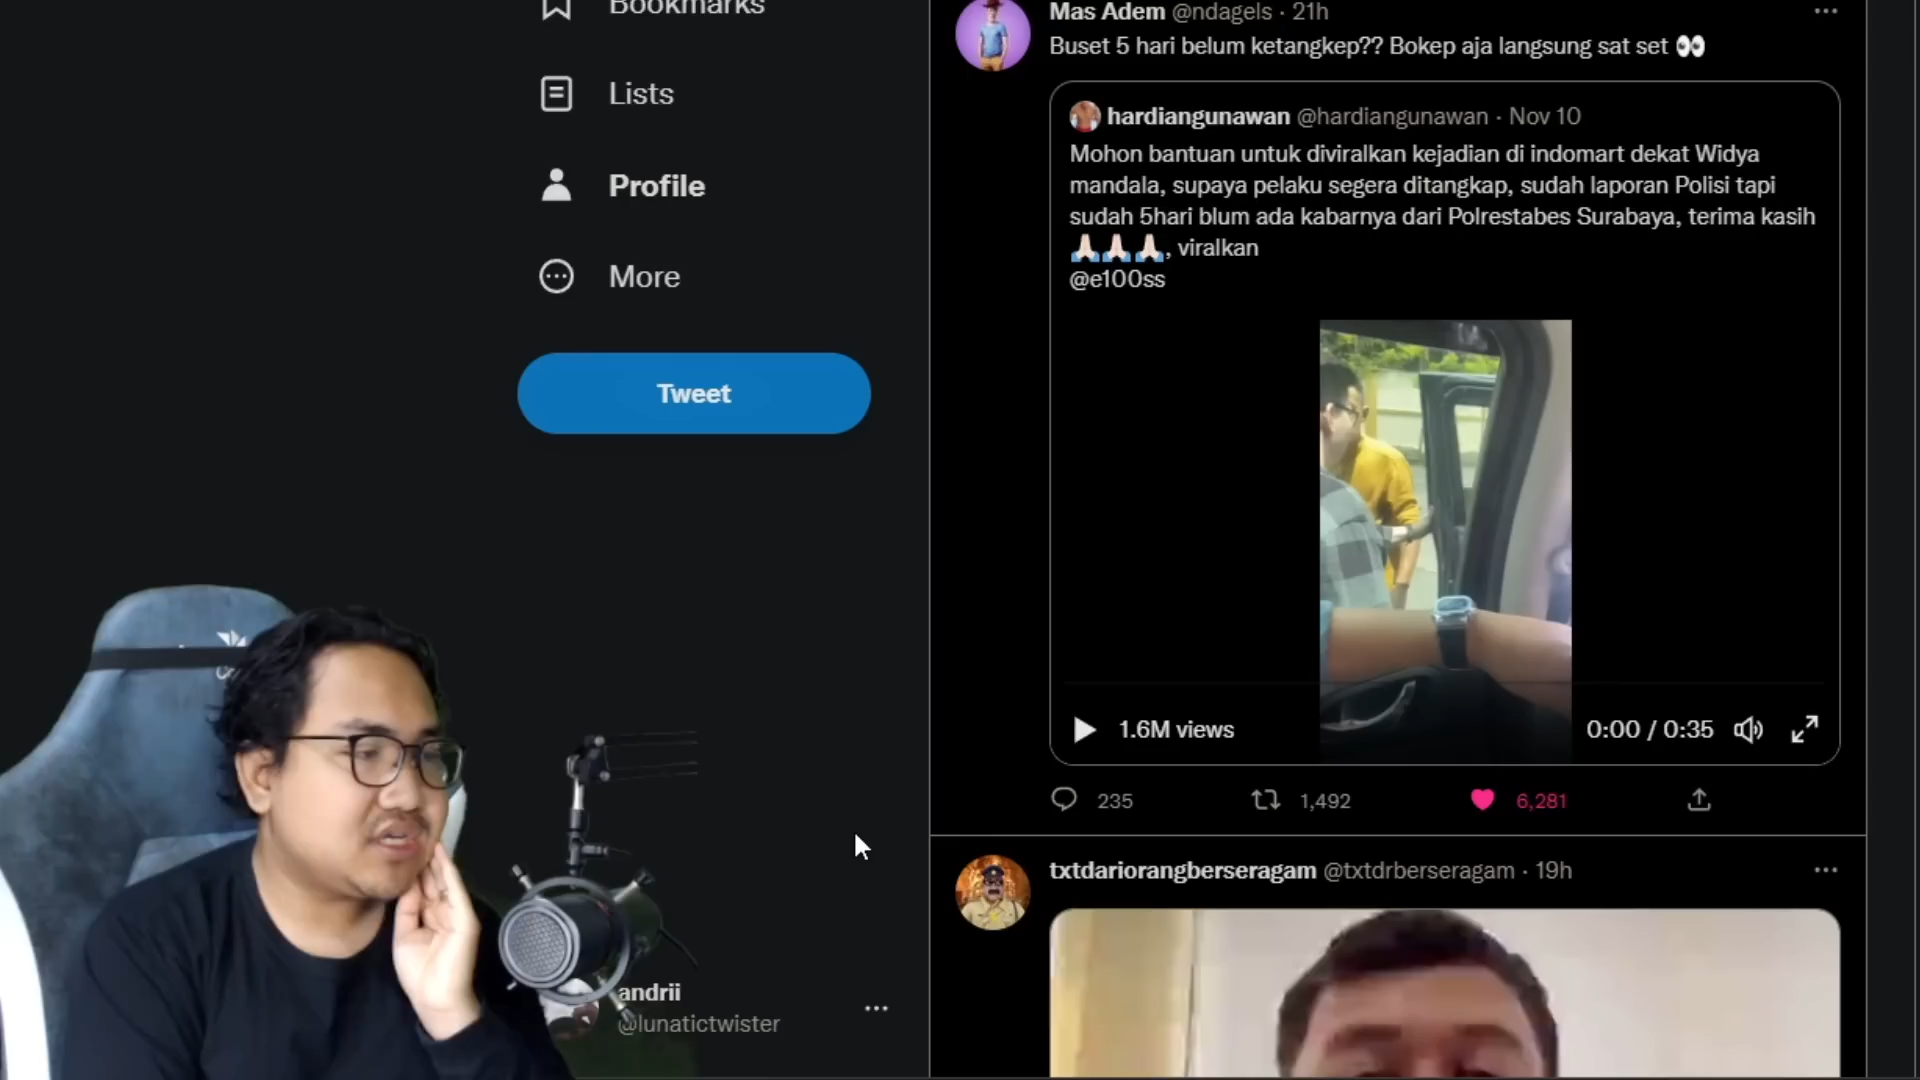 Bookmarks
Lists
Profile
More
Tweet
andrii
@lunatictwister
Mas Adem @ndagels · 21h
Buset 5 hari belum ketangkep?? Bokep aja langsung sat set 👀
hardiangunawan @hardiangunawan · Nov 10
Mohon bantuan untuk diviralkan kejadian di indomart dekat Widya
mandala, supaya pelaku segera ditangkap, sudah laporan Polisi tapi
sudah 5hari blum ada kabarnya dari Polrestabes Surabaya, terima kasih
🙏🏻🙏🏻🙏🏻, viralkan
@e100ss
1.6M views
0:00 / 0:35
235
1,492
6,281
txtdariorangberseragam @txtdrberseragam · 19h